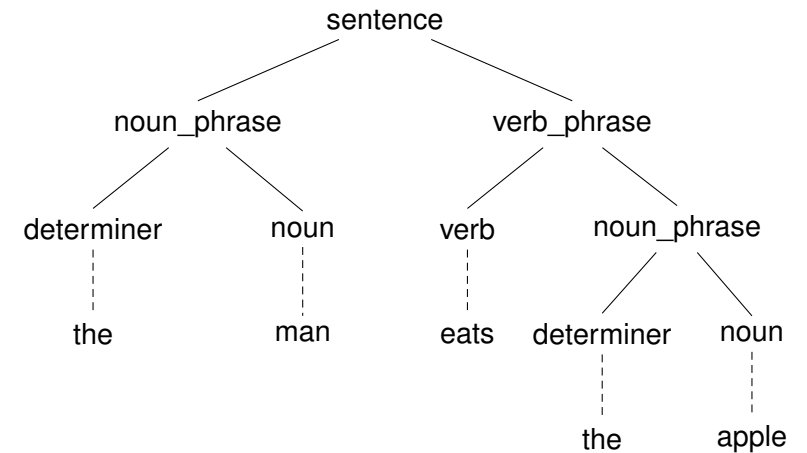 sentence
noun_phrase verb_phrase
determiner noun verb noun_phrase
the man eats determiner noun
the apple